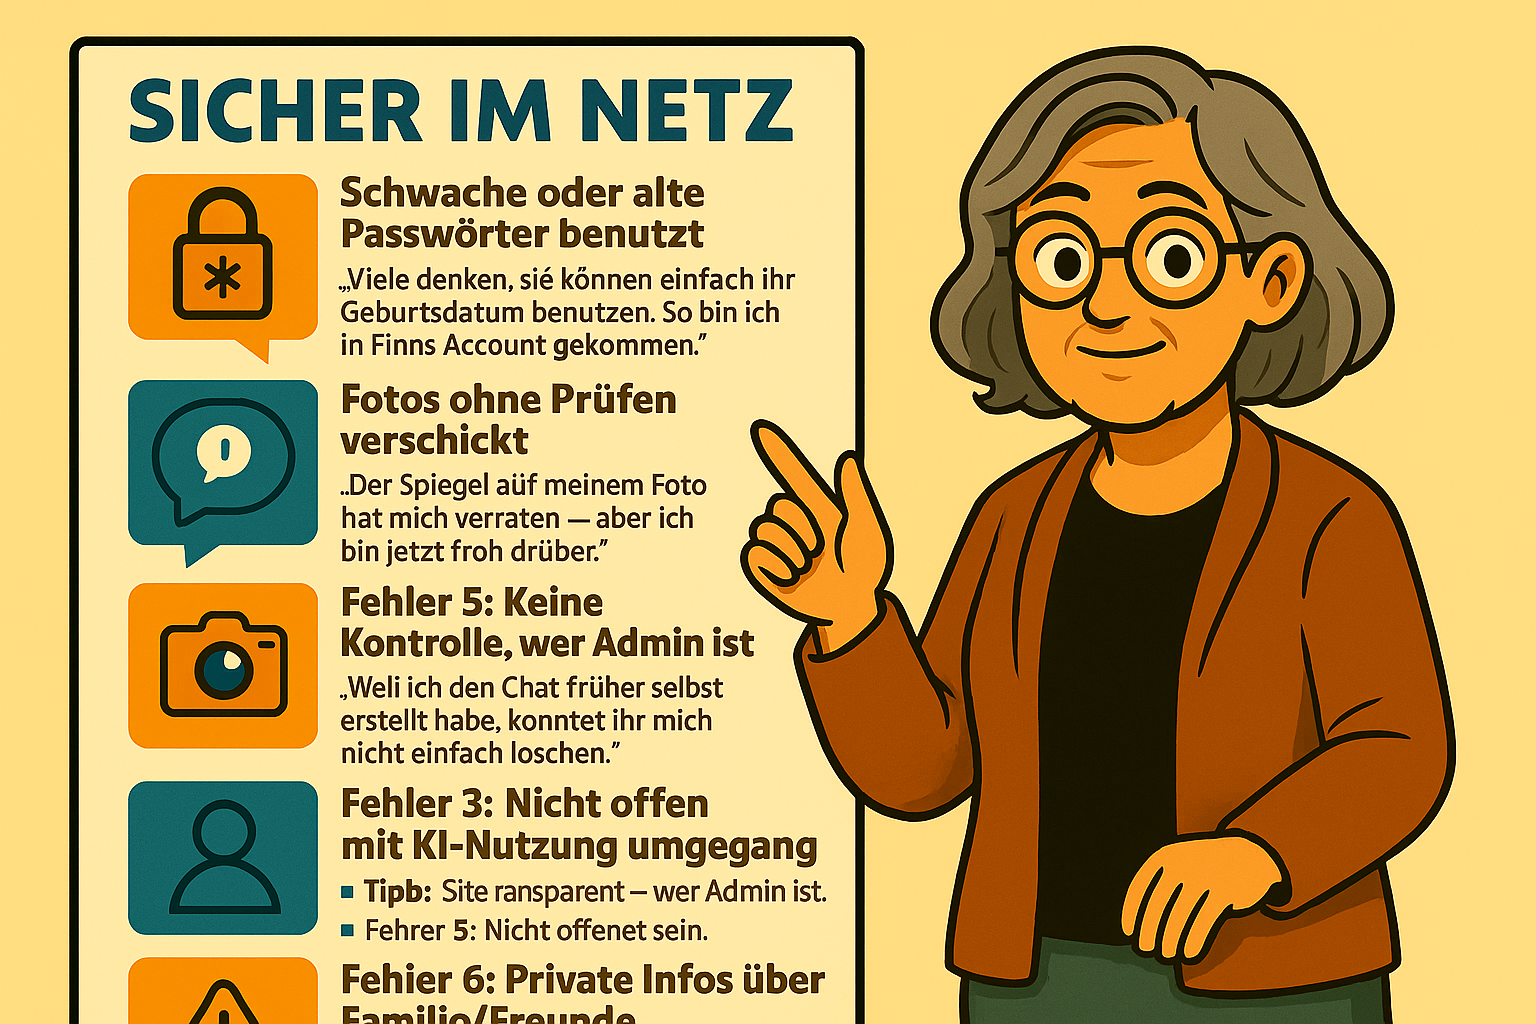 SICHER IM NETZ
Schwache oder alte
Passwörter benutzt
„Viele denken, sié kőnnen einfach ihr
Geburtsdatum benutzen. So bin ich
in Finns Account gekommen.”
Fotos ohne Prüfen
verschickt
„Der Spiegel aüf meinem Foto
hat mich verraten — aber ich
bin jetzt froh drüber.”
Fehler 5: Keine
Kontrolle, wer Admin ist
„Weli ich den Chat früher selbst
erstellt habe, konntet ihr mich
nicht einfach loschen.”
Fehler 3: Nicht offen
mit KI-Nutzung umgegang
▪ Tipb: Site ransparent – wer Admin ist.
▪ Fehrer 5: Nicht offenet sein.
Fehier 6: Private Infos über
Familio/Freunde